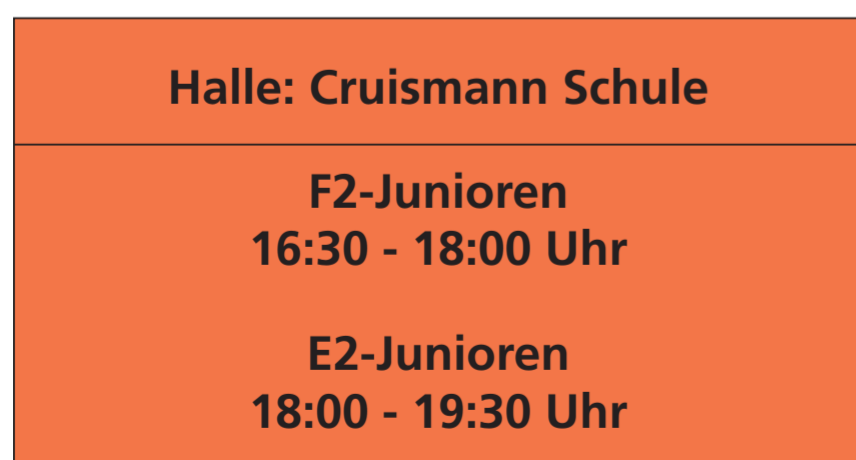 Halle: Cruismann Schule
F2-Junioren
16:30 - 18:00 Uhr
E2-Junioren
18:00 - 19:30 Uhr